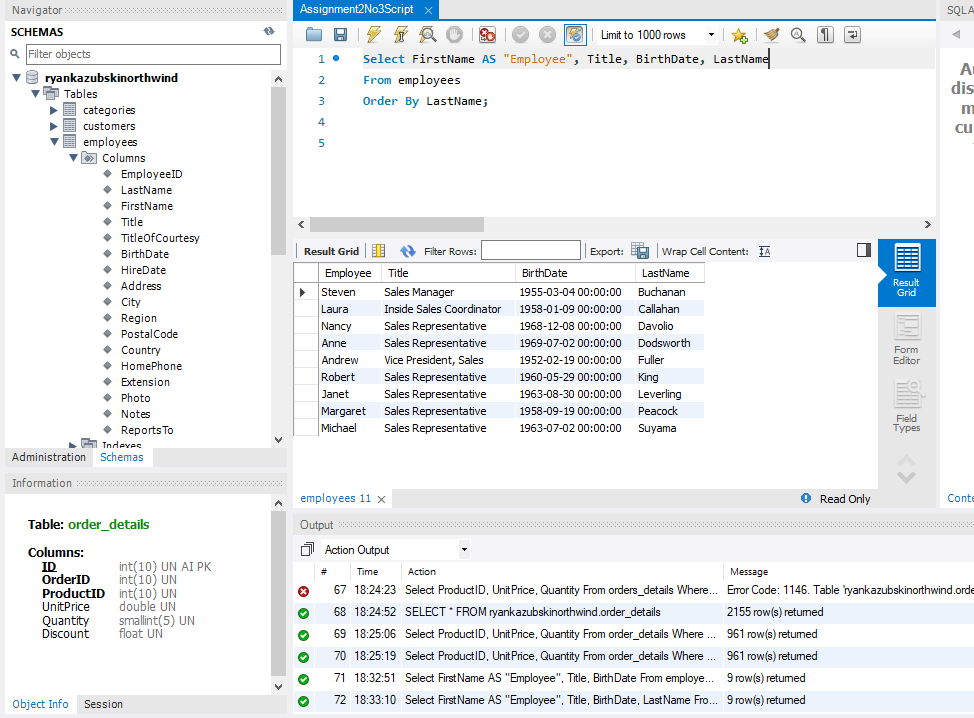 Navigator
SCHEMAS
Filter objects
ryankazubskinorthwind
Tables
categories
customers
employees
Columns
EmployeeID
LastName
FirstName
Title
TitleOfCourtesy
BirthDate
HireDate
Address
City
Region
PostalCode
Country
HomePhone
Extension
Photo
Notes
ReportsTo
Indexes
Administration Schemas
Information
Table: order_details
Columns:
ID int(10) UN AI PK
OrderID int(10) UN
ProductID int(10) UN
UnitPrice double UN
Quantity smallint(5) UN
Discount float UN
Object Info Session
Assignment2No3Script
Limit to 1000 rows
1 Select FirstName AS "Employee", Title, BirthDate, LastName
2 From employees
3 Order By LastName;
4
5
Result Grid Filter Rows: Export: Wrap Cell Content:
Employee Title BirthDate LastName
Steven Sales Manager 1955-03-04 00:00:00 Buchanan
Laura Inside Sales Coordinator 1958-01-09 00:00:00 Callahan
Nancy Sales Representative 1968-12-08 00:00:00 Davolio
Anne Sales Representative 1969-07-02 00:00:00 Dodsworth
Andrew Vice President, Sales 1952-02-19 00:00:00 Fuller
Robert Sales Representative 1960-05-29 00:00:00 King
Janet Sales Representative 1963-08-30 00:00:00 Leverling
Margaret Sales Representative 1958-09-19 00:00:00 Peacock
Michael Sales Representative 1963-07-02 00:00:00 Suyama
Result
Grid
Form
Editor
Field
Types
employees 11 Read Only
Output
Action Output
# Time Action Message
67 18:24:23 Select ProductID, UnitPrice, Quantity From orders_details Where... Error Code: 1146. Table 'ryankazubskinorthwind.orde
68 18:24:52 SELECT * FROM ryankazubskinorthwind.order_details 2155 row(s) returned
69 18:25:06 Select ProductID, UnitPrice, Quantity From order_details Where ... 961 row(s) returned
70 18:25:19 Select ProductID, UnitPrice, Quantity From order_details Where ... 961 row(s) returned
71 18:32:51 Select FirstName AS "Employee", Title, BirthDate From employe... 9 row(s) returned
72 18:33:10 Select FirstName AS "Employee", Title, BirthDate, LastName Fro... 9 row(s) returned
SQLA
A
dis
m
cu
Conte